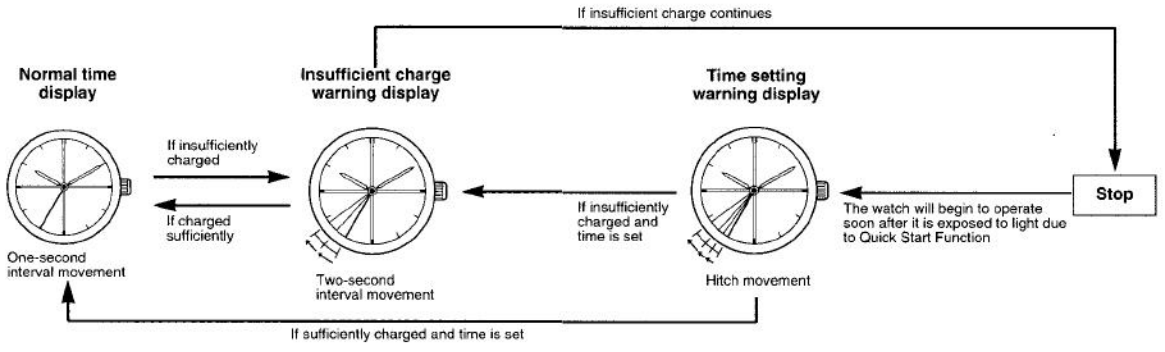 If insufficient charge continues
Normal time
display
Insufficient charge
warning display
Time setting
warning display
If insufficiently
charged
If charged
sufficiently
If insufficiently
charged and
time is set
Stop
The watch will begin to operate
soon after it is exposed to light due
to Quick Start Function
One-second
interval movement
Two-second
interval movement
Hitch movement
If sufficiently charged and time is set